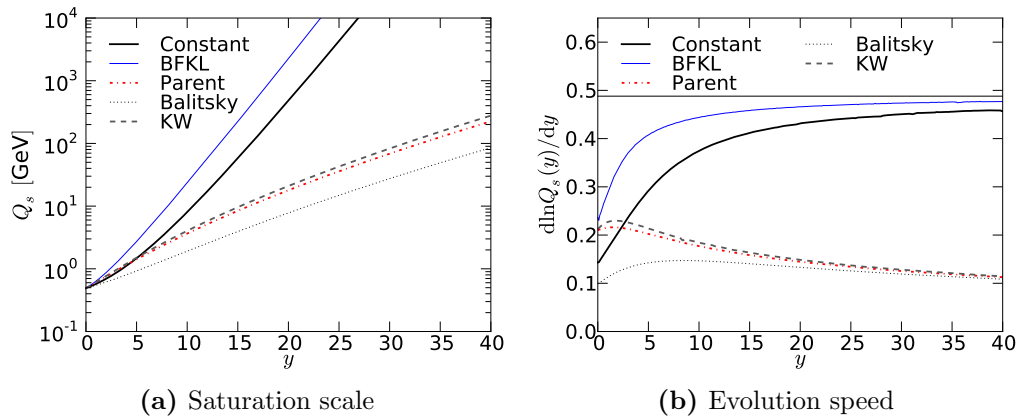 10^4
10^3
10^2
10^1
10^0
10^{-1}
Q_s [GeV]
Constant
BFKL
Parent
Balitsky
KW
0 5 10 15 20 25 30 35 40
y
(a) Saturation scale
0.6
0.5
0.4
0.3
0.2
0.1
0.0
dlnQ_s(y)/dy
Constant
BFKL
Parent
Balitsky
KW
0 5 10 15 20 25 30 35 40
y
(b) Evolution speed